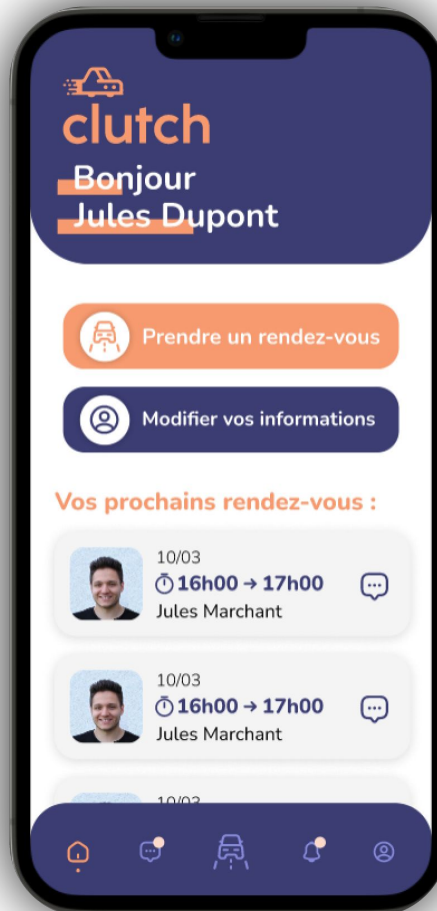 clutch
Bonjour
Jules Dupont
Prendre un rendez-vous
Modifier vos informations
Vos prochains rendez-vous :
10/03
16h00 → 17h00
Jules Marchant
10/03
16h00 → 17h00
Jules Marchant
10/03